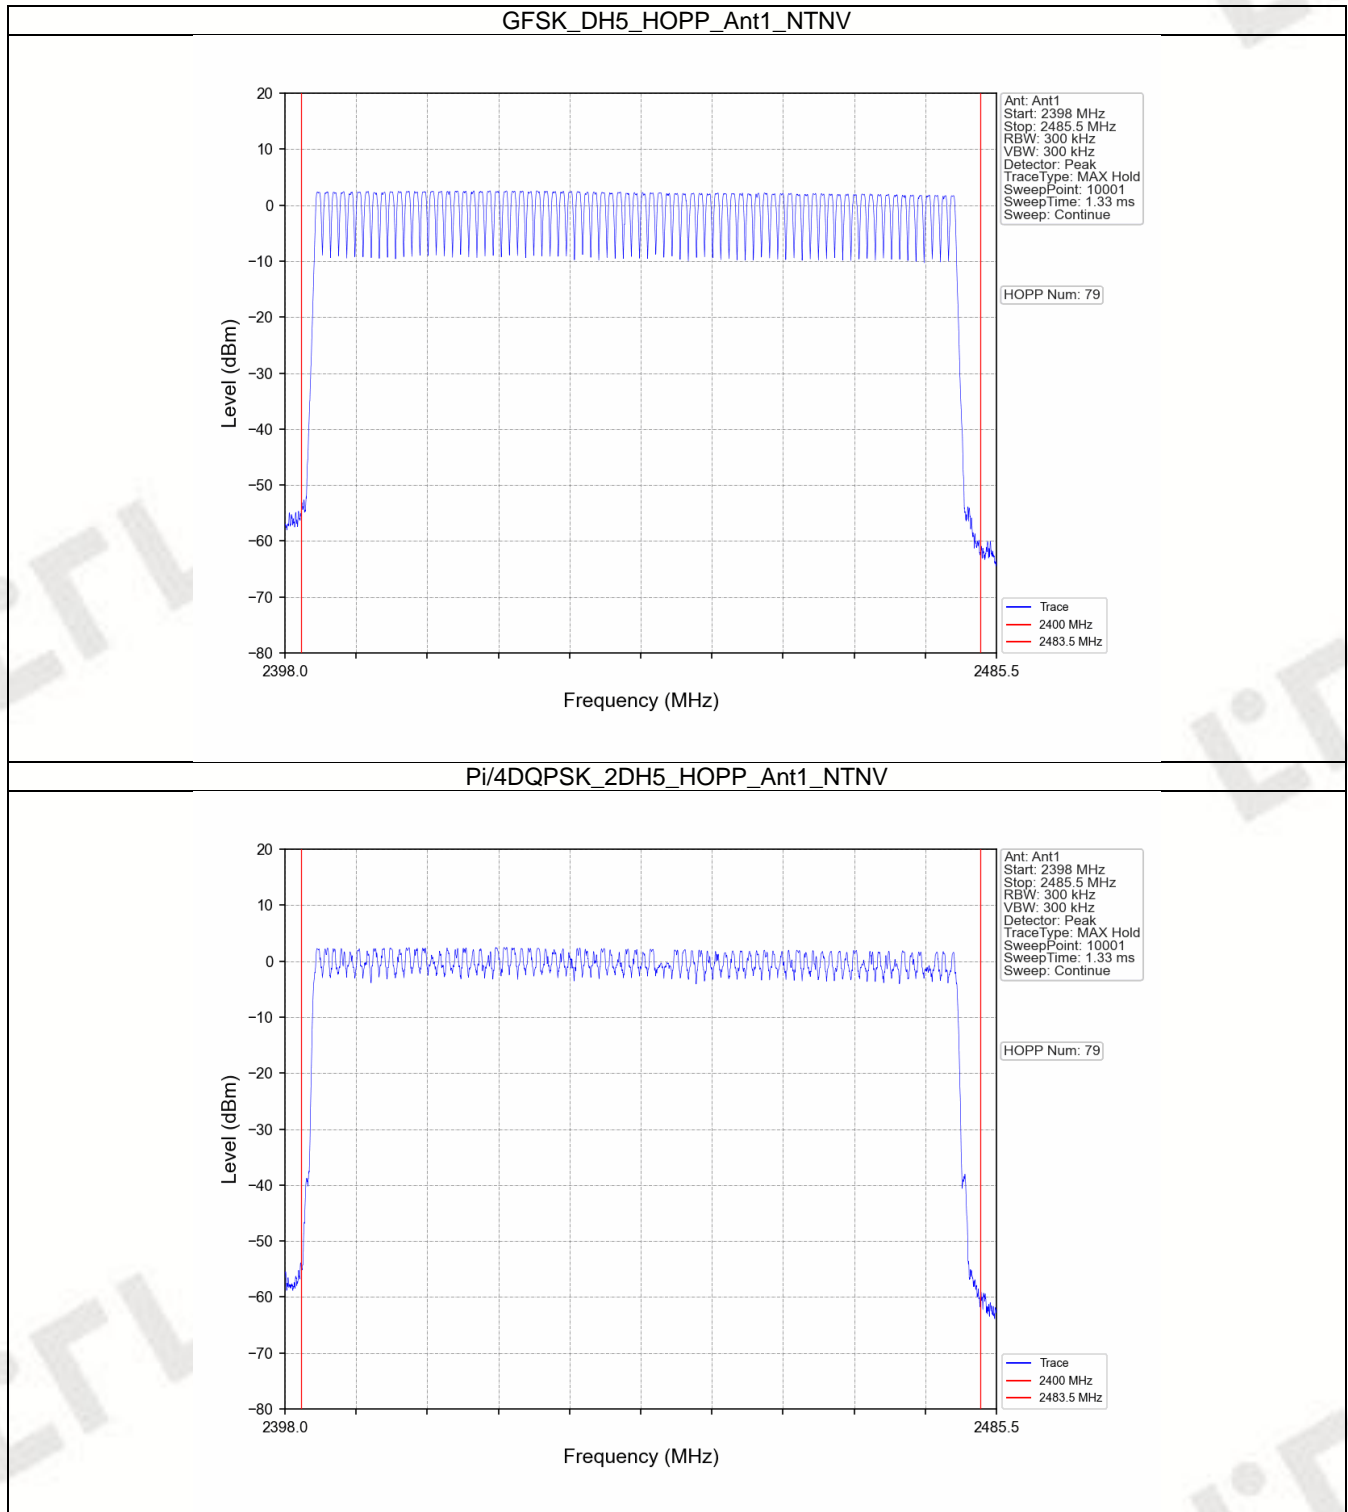 GFSK_DH5_HOPP_Ant1_NTNV
20
10
0
−10
−20
−30
−40
−50
−60
−70
−80
Level (dBm)
2398.0
2485.5
Frequency (MHz)
Ant: Ant1
Start: 2398 MHz
Stop: 2485.5 MHz
RBW: 300 kHz
VBW: 300 kHz
Detector: Peak
TraceType: MAX Hold
SweepPoint: 10001
SweepTime: 1.33 ms
Sweep: Continue
HOPP Num: 79
Trace
2400 MHz
2483.5 MHz
Pi/4DQPSK_2DH5_HOPP_Ant1_NTNV
20
10
0
−10
−20
−30
−40
−50
−60
−70
−80
Level (dBm)
2398.0
2485.5
Frequency (MHz)
Ant: Ant1
Start: 2398 MHz
Stop: 2485.5 MHz
RBW: 300 kHz
VBW: 300 kHz
Detector: Peak
TraceType: MAX Hold
SweepPoint: 10001
SweepTime: 1.33 ms
Sweep: Continue
HOPP Num: 79
Trace
2400 MHz
2483.5 MHz